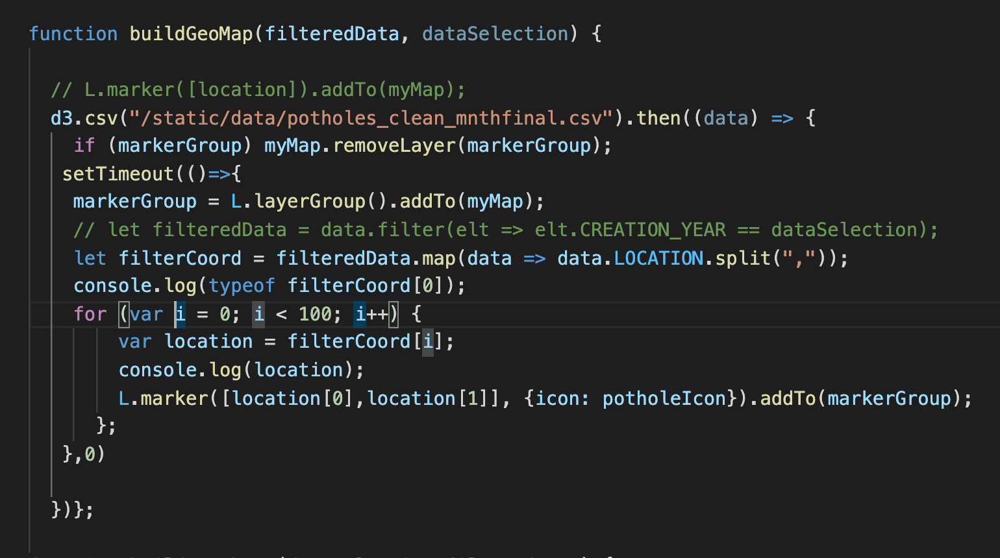 function buildGeoMap(filteredData, dataSelection) {
// L.marker([location]).addTo(myMap);
d3.csv("/static/data/potholes_clean_mnthfinal.csv").then((data) => {
if (markerGroup) myMap.removeLayer(markerGroup);
setTimeout(()=>{
markerGroup = L.layerGroup().addTo(myMap);
// let filteredData = data.filter(elt => elt.CREATION_YEAR == dataSelection);
let filterCoord = filteredData.map(data => data.LOCATION.split(","));
console.log(typeof filterCoord[0]);
for (var i = 0; i < 100; i++) {
var location = filterCoord[i];
console.log(location);
L.marker([location[0],location[1]], {icon: potholeIcon}).addTo(markerGroup);
};
},0)
})};